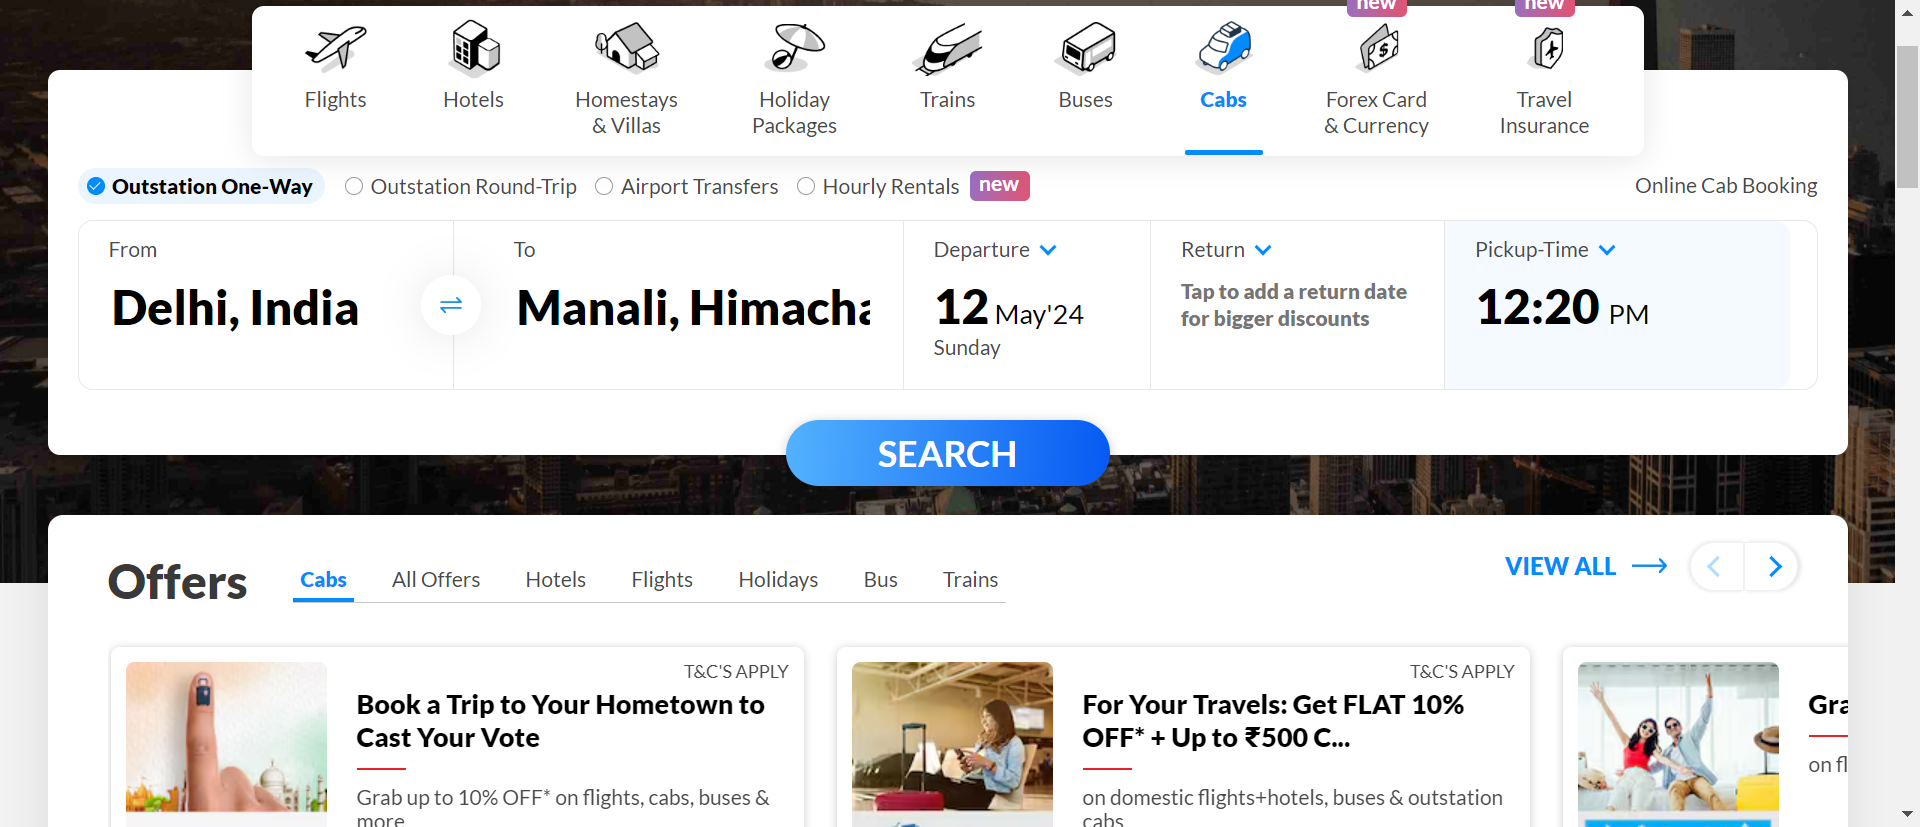 new
new
Flights
Hotels
Homestays
& Villas
Holiday
Packages
Trains
Buses
Cabs
Forex Card
& Currency
Travel
Insurance
Outstation One-Way
Outstation Round-Trip
Airport Transfers
Hourly Rentals
new
Online Cab Booking
From
Delhi, India
To
Manali, Himacha
Departure
12 May'24
Sunday
Return
Tap to add a return date
for bigger discounts
Pickup-Time
12:20 PM
SEARCH
Offers
Cabs
All Offers
Hotels
Flights
Holidays
Bus
Trains
VIEW ALL
T&C'S APPLY
Book a Trip to Your Hometown to
Cast Your Vote
Grab up to 10% OFF* on flights, cabs, buses &
more
T&C'S APPLY
For Your Travels: Get FLAT 10%
OFF* + Up to ₹500 C...
on domestic flights+hotels, buses & outstation
cabs
Gra
on fl